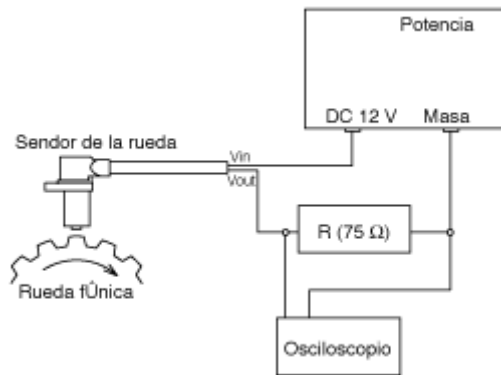 Potencia
DC 12 V Masa
Sendor de la rueda
Vin
Vout
R (75 Ω)
Rueda fÛnica
Osciloscopio